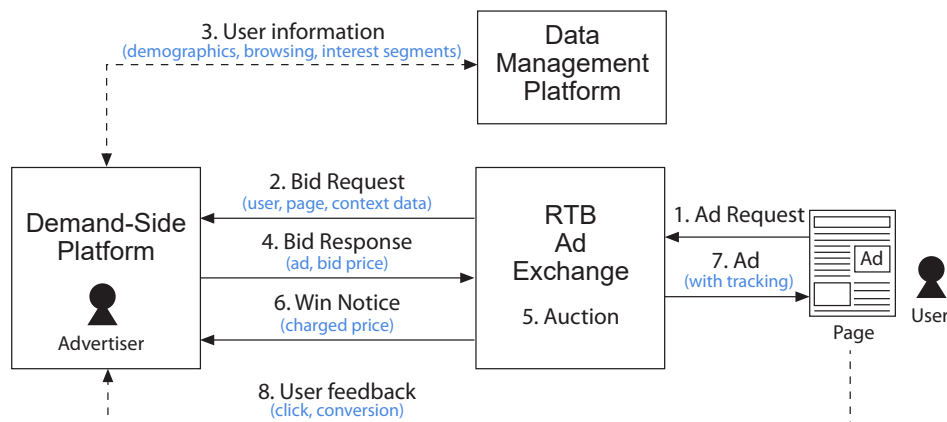 3. User information
(demographics, browsing, interest segments)
Data
Management
Platform
Demand-Side
Platform
Advertiser
2. Bid Request
(user, page, context data)
4. Bid Response
(ad, bid price)
6. Win Notice
(charged price)
RTB
Ad
Exchange
5. Auction
1. Ad Request
7. Ad
(with tracking)
Ad
Page
User
8. User feedback
(click, conversion)